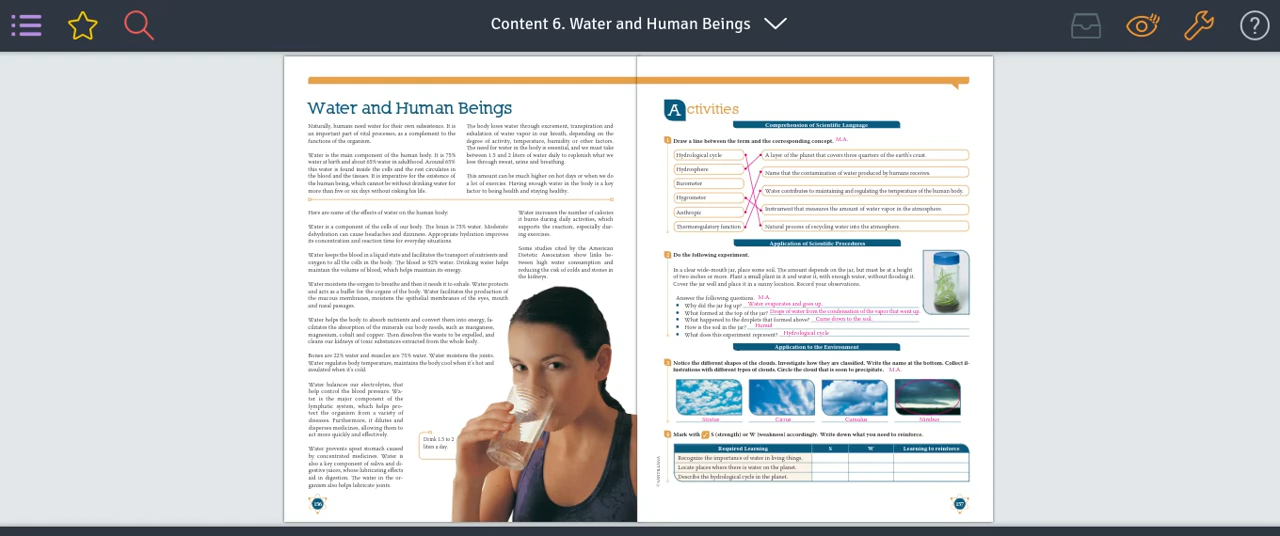 Content 6. Water and Human Beings
Water and Human Beings
Naturally, humans need water for their own subsistence. It is
an important part of vital processes, as a complement to the
functions of the organism.
Water is the main component of the human body. It is 75%
water at birth and about 65% water in adulthood. Around 65%
this water is found inside the cells and the rest circulates in
the blood and the tissues. It is imperative for the existence of
the human being, which cannot be without drinking water for
more than five or six days without risking his life.
The body loses water through excrement, transpiration and
exhalation of water vapor in our breath, depending on the
degree of activity, temperature, humidity or other factors.
The need for water in the body is essential, and we must take
between 1.5 and 2 liters of water daily to replenish what we
lose through sweat, urine and breathing.
This amount can be much higher on hot days or when we do
a lot of exercise. Having enough water in the body is a key
factor to being health and staying healthy.
Here are some of the effects of water on the human body:
Water is a component of the cells of our body. The brain is 75% water. Moderate
dehydration can cause headaches and dizziness. Appropriate hydration improves
its concentration and reaction time for everyday situations.
Water keeps the blood in a liquid state and facilitates the transport of nutrients and
oxygen to all the cells in the body. The blood is 92% water. Drinking water helps
maintain the volume of blood, which helps maintain its energy.
Water moistens the oxygen to breathe and then it needs it to exhale. Water protects
and acts as a buffer for the organs of the body. Water facilitates the production of
the mucous membranes, moistens the epithelial membranes of the eyes, mouth
and nasal passages.
Water helps the body to absorb nutrients and convert them into energy, fa-
cilitates the absorption of the minerals our body needs, such as manganese,
magnesium, cobalt and copper. Then dissolves the waste to be expelled, and
cleans our kidneys of toxic substances extracted from the whole body.
Bones are 22% water and muscles are 75% water. Water moistens the joints.
Water regulates body temperature, maintains the body cool when it's hot and
insulated when it's cold.
Water balances our electrolytes, that
help control the blood pressure. Wa-
ter is the major component of the
lymphatic system, which helps pro-
tect the organism from a variety of
diseases. Furthermore, it dilutes and
disperses medicines, allowing them to
act more quickly and effectively.
Water prevents upset stomach caused
by concentrated medicines. Water is
also a key component of saliva and di-
gestive juices, whose lubricating effects
aid in digestion. The water in the or-
ganism also helps lubricate joints.
Water increases the number of calories
it burns during daily activities, which
supports the reaction, especially dur-
ing exercises.
Some studies cited by the American
Dietetic Association show links be-
tween high water consumption and
reducing the risk of colds and stones in
the kidneys.
Drink 1.5 to 2
liters a day.
156
Activities
Comprehension of Scientific Language
1 Draw a line between the term and the corresponding concept. M.A.
Hydrological cycle
Hydrosphere
Barometer
Hygrometer
Anthropic
Thermoregulatory function
A layer of the planet that covers three quarters of the earth's crust.
Name that the contamination of water produced by humans receives.
Water contributes to maintaining and regulating the temperature of the human body.
Instrument that measures the amount of water vapor in the atmosphere.
Natural process of recycling water into the atmosphere.
Application of Scientific Procedures
2 Do the following experiment.
In a clear wide-mouth jar, place some soil. The amount depends on the jar, but must be at a height
of two inches or more. Plant a small plant in it and water it, with enough water, without flooding it.
Cover the jar well and place it in a sunny location. Record your observations.
Answer the following questions. M.A.
• Why did the jar fog up? Water evaporates and goes up.
• What formed at the top of the jar? Drops of water from the condensation of the vapor that went up.
• What happened to the droplets that formed above? Came down to the soil.
• How is the soil in the jar? Humid
• What does this experiment represent? Hydrological cycle
Application to the Environment
3 Notice the different shapes of the clouds. Investigate how they are classified. Write the name at the bottom. Collect il-
lustrations with different types of clouds. Circle the cloud that is soon to precipitate. M.A.
Stratus Cirrus Cumulus Nimbus
4 Mark with S (strength) or W (weakness) accordingly. Write down what you need to reinforce.
Required Learning S W Learning to reinforce
Recognize the importance of water in living things.
Locate places where there is water on the planet.
Describe the hydrological cycle in the planet.
157